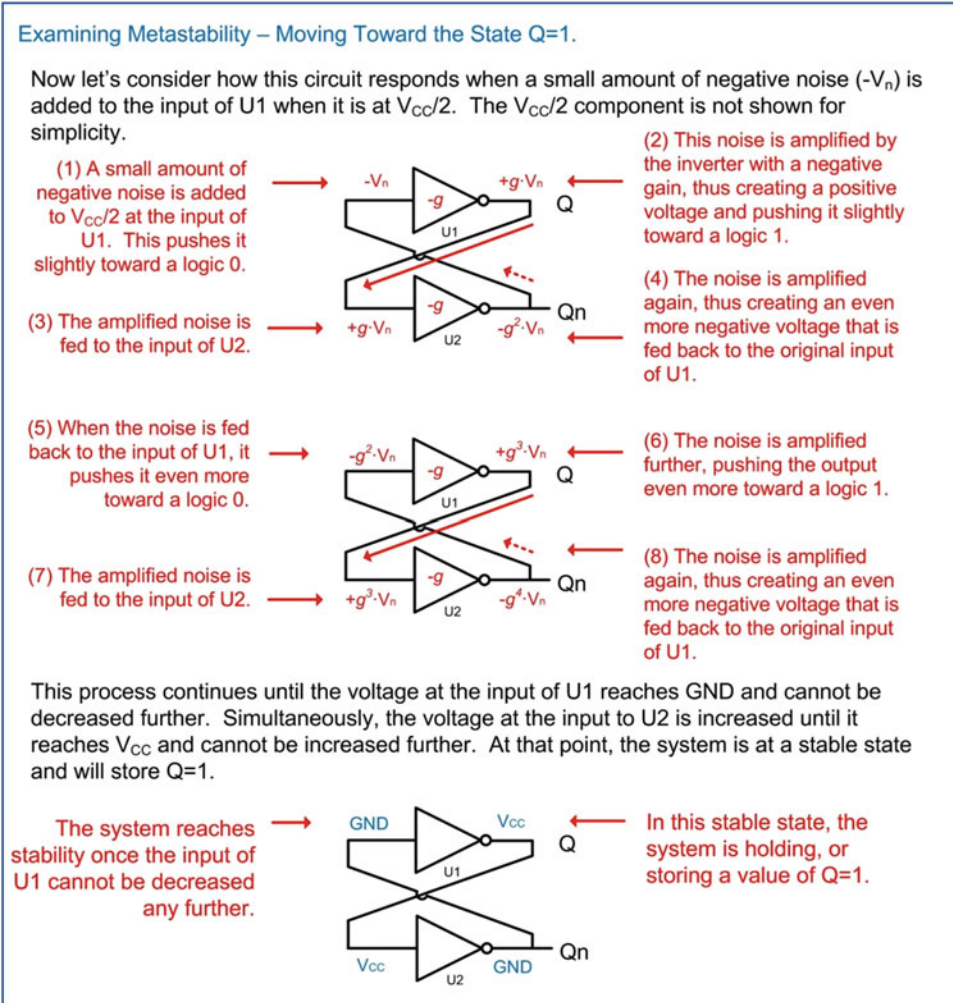 Examining Metastability – Moving Toward the State Q=1.
Now let's consider how this circuit responds when a small amount of negative noise (-Vn) is
added to the input of U1 when it is at VCC/2. The VCC/2 component is not shown for
simplicity.
(1) A small amount of
negative noise is added
to VCC/2 at the input of
U1. This pushes it
slightly toward a logic 0.
-Vn
-g
U1
+g·Vn
Q
(2) This noise is amplified by
the inverter with a negative
gain, thus creating a positive
voltage and pushing it slightly
toward a logic 1.
(3) The amplified noise is
fed to the input of U2.
+g·Vn
-g
U2
-g²·Vn
Qn
(4) The noise is amplified
again, thus creating an even
more negative voltage that is
fed back to the original input
of U1.
(5) When the noise is fed
back to the input of U1, it
pushes it even more
toward a logic 0.
-g²·Vn
-g
U1
+g³·Vn
Q
(6) The noise is amplified
further, pushing the output
even more toward a logic 1.
(7) The amplified noise is
fed to the input of U2.
+g³·Vn
-g
U2
-g⁴·Vn
Qn
(8) The noise is amplified
again, thus creating an even
more negative voltage that is
fed back to the original input
of U1.
This process continues until the voltage at the input of U1 reaches GND and cannot be
decreased further. Simultaneously, the voltage at the input to U2 is increased until it
reaches VCC and cannot be increased further. At that point, the system is at a stable state
and will store Q=1.
The system reaches
stability once the input of
U1 cannot be decreased
any further.
GND
U1
Vcc
Q
In this stable state, the
system is holding, or
storing a value of Q=1.
Vcc
U2
GND
Qn